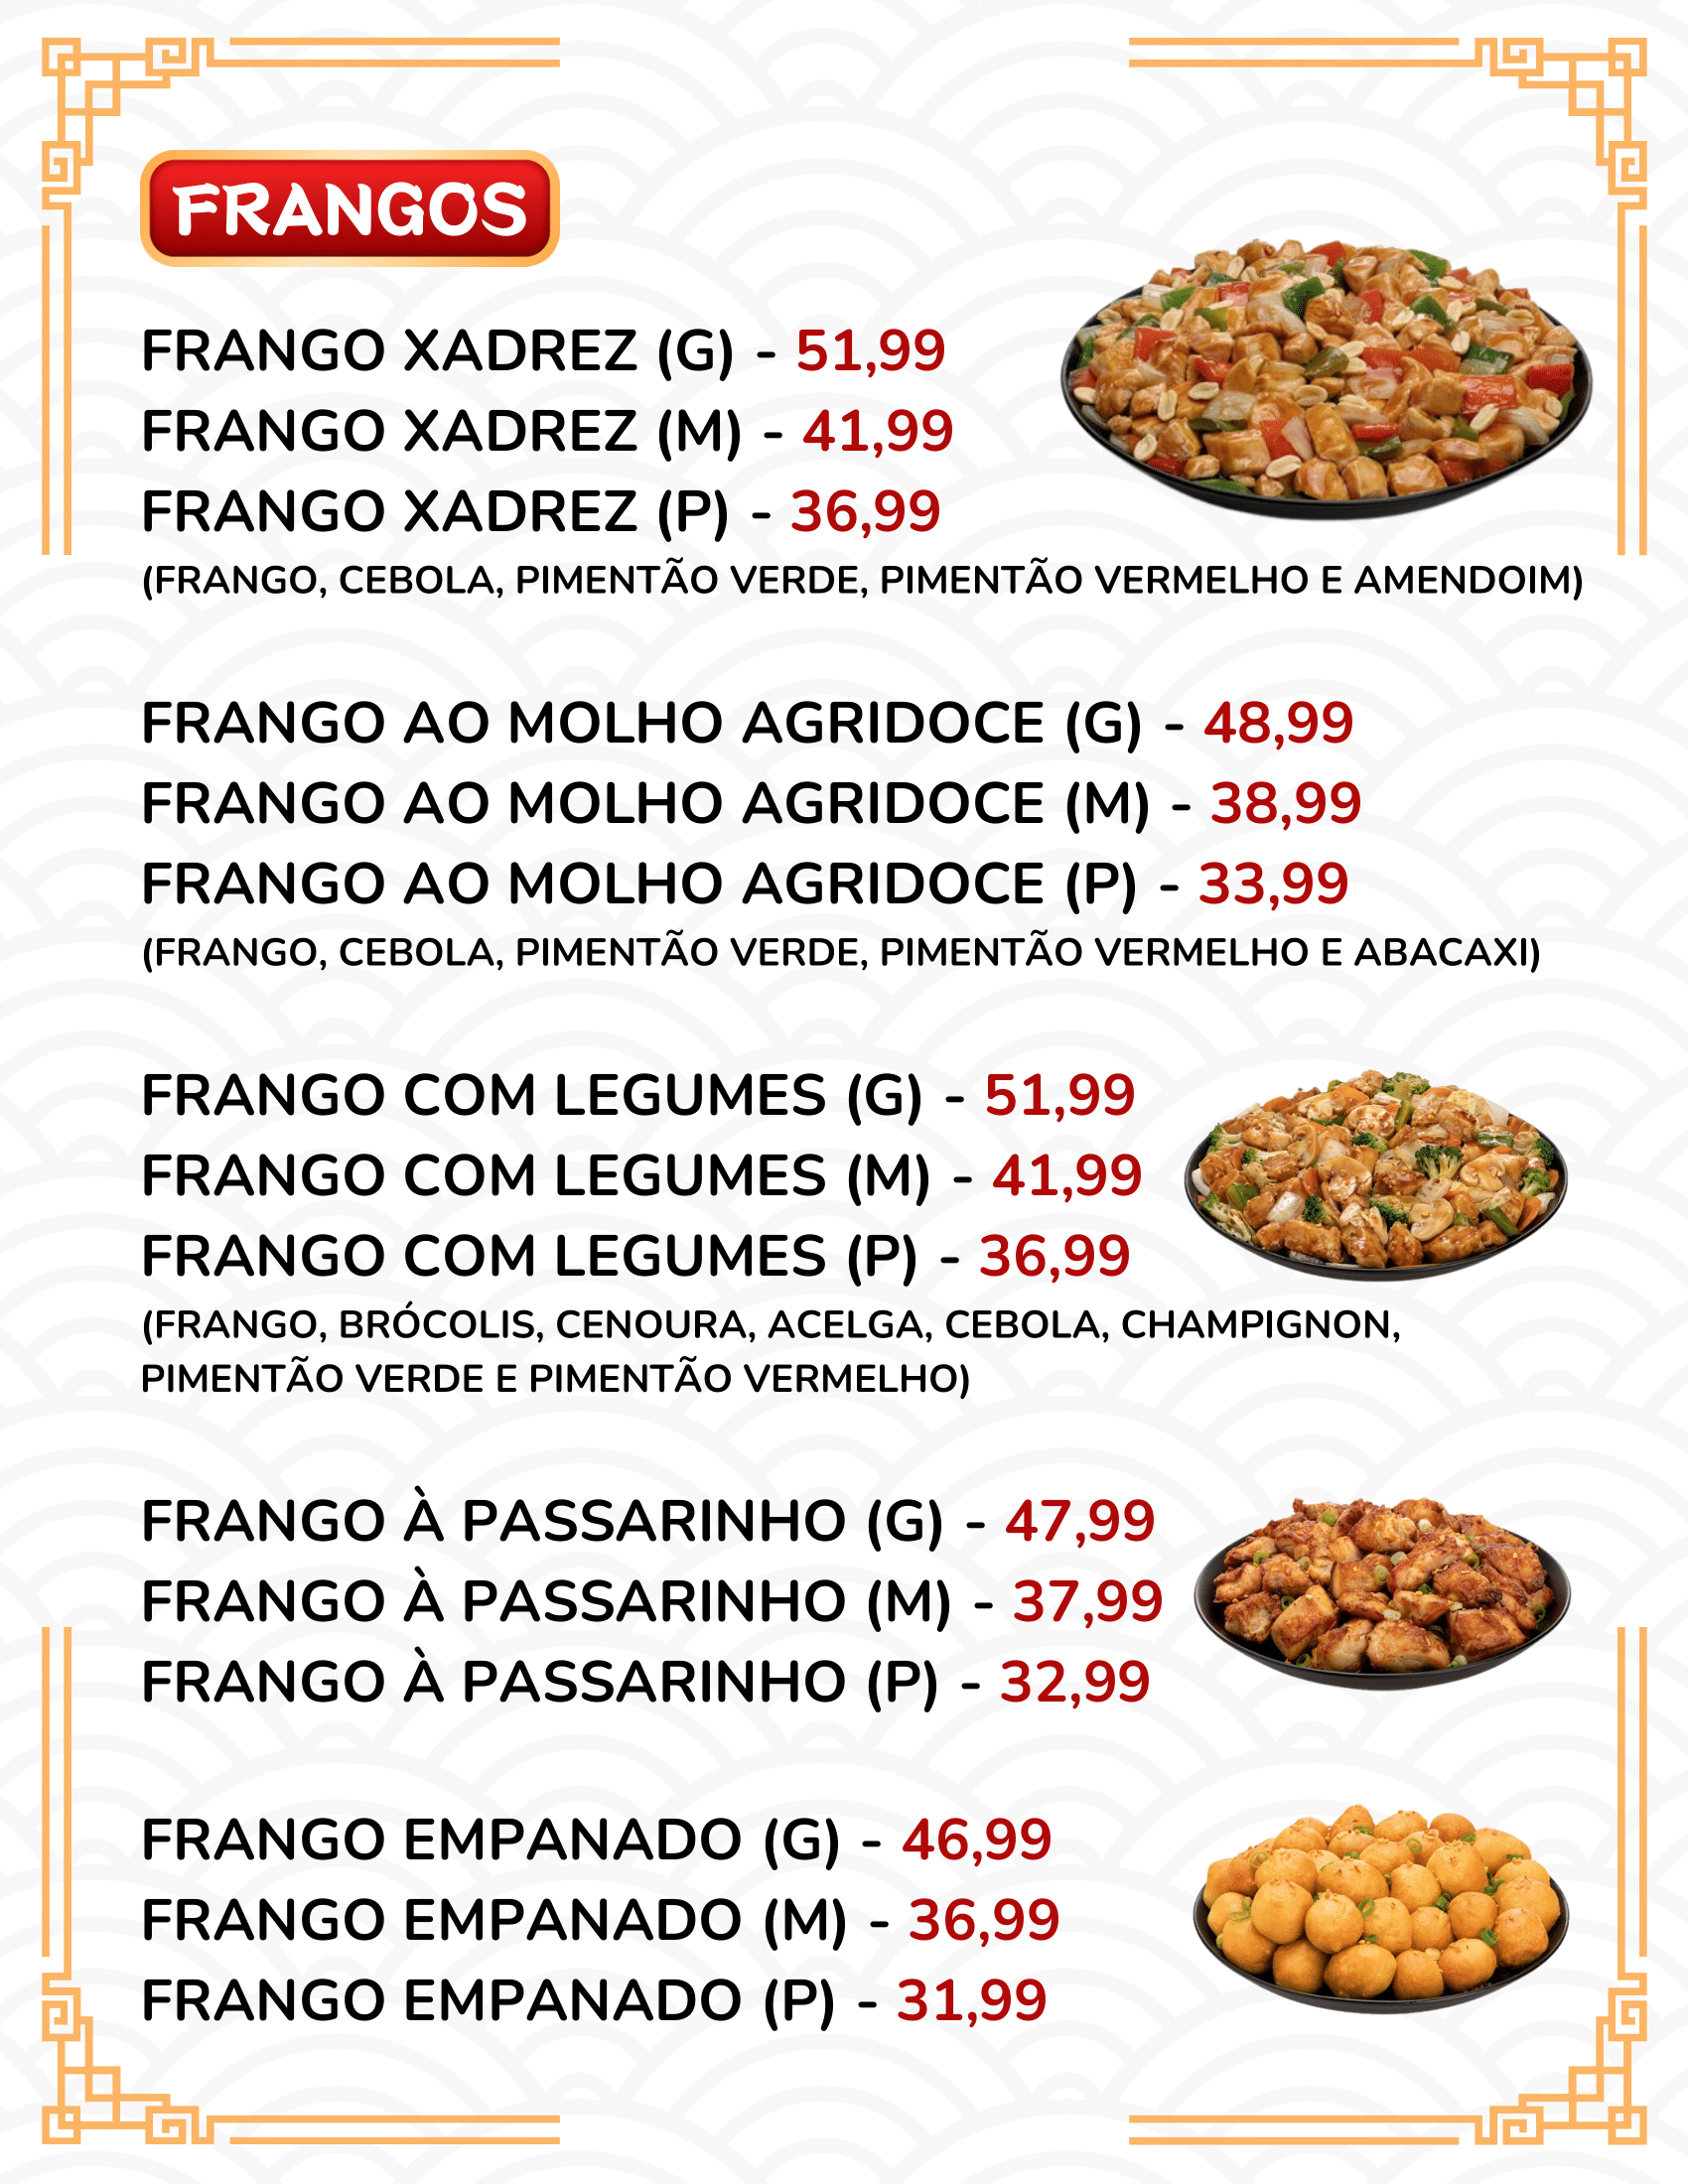 FRANGOS
FRANGO XADREZ (G) - 51,99
FRANGO XADREZ (M) - 41,99
FRANGO XADREZ (P) - 36,99
(FRANGO, CEBOLA, PIMENTÃO VERDE, PIMENTÃO VERMELHO E AMENDOIM)
FRANGO AO MOLHO AGRIDOCE (G) - 48,99
FRANGO AO MOLHO AGRIDOCE (M) - 38,99
FRANGO AO MOLHO AGRIDOCE (P) - 33,99
(FRANGO, CEBOLA, PIMENTÃO VERDE, PIMENTÃO VERMELHO E ABACAXI)
FRANGO COM LEGUMES (G) - 51,99
FRANGO COM LEGUMES (M) - 41,99
FRANGO COM LEGUMES (P) - 36,99
(FRANGO, BRÓCOLIS, CENOURA, ACELGA, CEBOLA, CHAMPIGNON,
PIMENTÃO VERDE E PIMENTÃO VERMELHO)
FRANGO À PASSARINHO (G) - 47,99
FRANGO À PASSARINHO (M) - 37,99
FRANGO À PASSARINHO (P) - 32,99
FRANGO EMPANADO (G) - 46,99
FRANGO EMPANADO (M) - 36,99
FRANGO EMPANADO (P) - 31,99